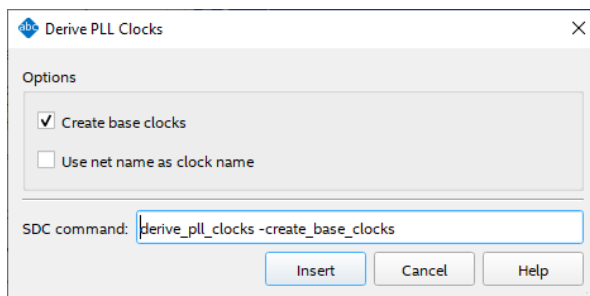 abc Derive PLL Clocks
Options
Create base clocks
Use net name as clock name
SDC command: derive_pll_clocks -create_base_clocks
Insert Cancel Help